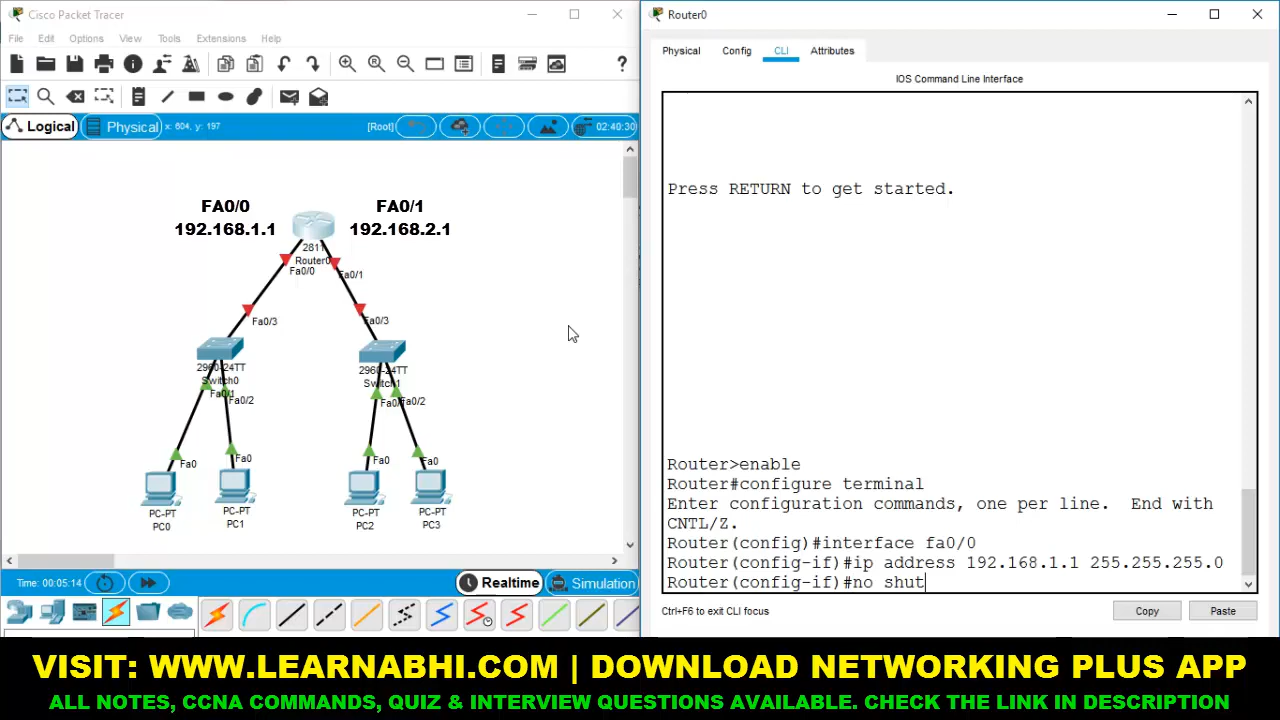 Cisco Packet Tracer
File Edit Options View Tools Extensions Help
Logical Physical x: 604, y: 197 [Root] 02:40:30
FA0/0
192.168.1.1
FA0/1
192.168.2.1
2811
Router0
Fa0/0
Fa0/1
Fa0/3
Fa0/3
2960-24TT
Switch0
Fa0/1
Fa0/2
2960-24TT
Switch1
Fa0/2
Fa0
Fa0
Fa0
Fa0
PC-PT
PC0
PC-PT
PC1
PC-PT
PC2
PC-PT
PC3
Time: 00:05:14 Realtime Simulation
Router0
Physical Config CLI Attributes
IOS Command Line Interface
Press RETURN to get started.
Router>enable
Router#configure terminal
Enter configuration commands, one per line. End with
CNTL/Z.
Router(config)#interface fa0/0
Router(config-if)#ip address 192.168.1.1 255.255.255.0
Router(config-if)#no shut
Ctrl+F6 to exit CLI focus Copy Paste
VISIT: WWW.LEARNABHI.COM | DOWNLOAD NETWORKING PLUS APP
ALL NOTES, CCNA COMMANDS, QUIZ & INTERVIEW QUESTIONS AVAILABLE. CHECK THE LINK IN DESCRIPTION